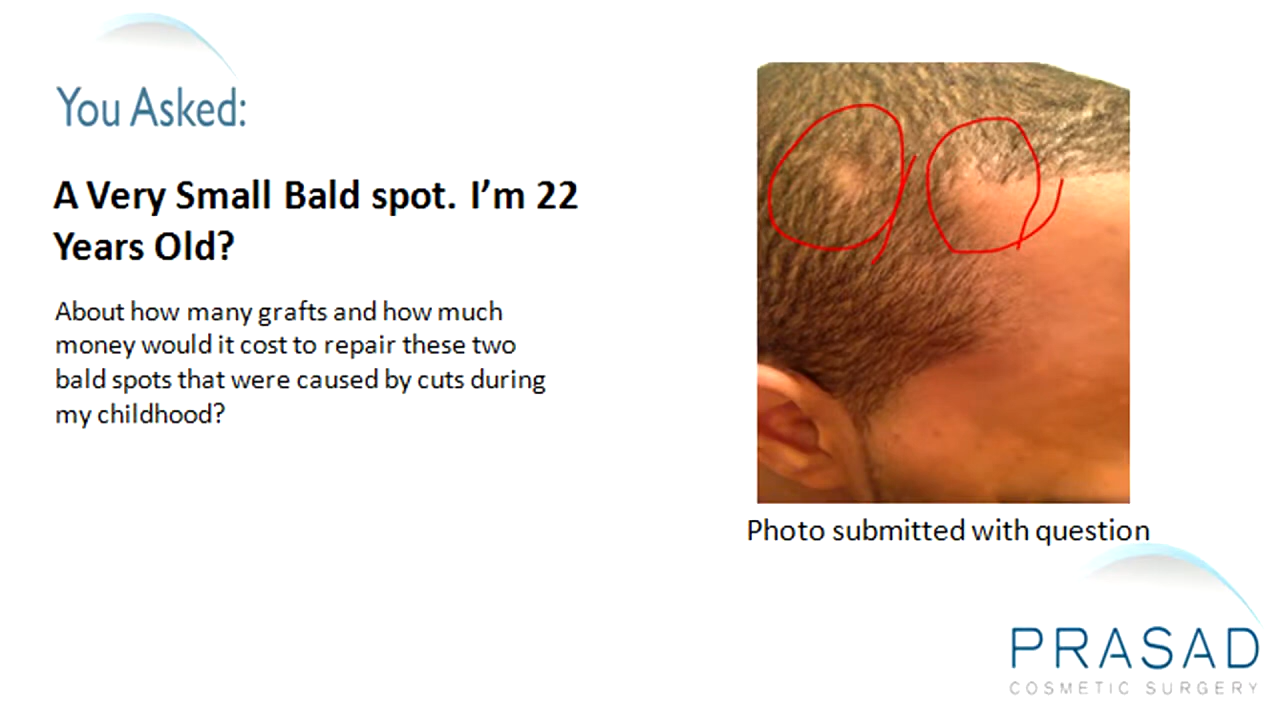 You Asked:
A Very Small Bald spot. I’m 22
Years Old?
About how many grafts and how much
money would it cost to repair these two
bald spots that were caused by cuts during
my childhood?
Photo submitted with question
PRASAD
COSMETIC SURGERY